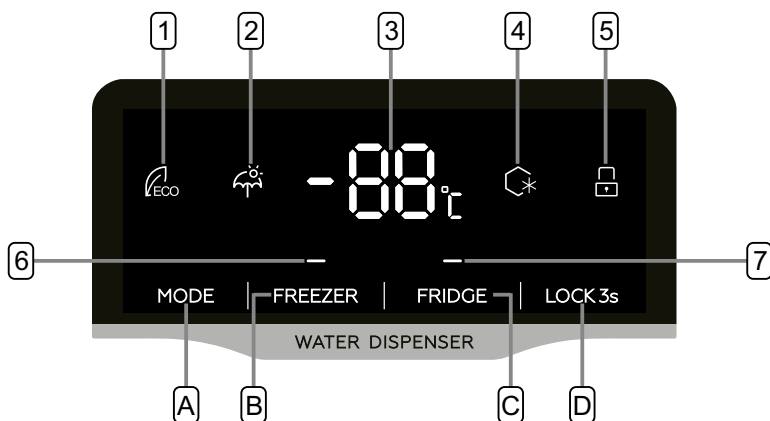 1 2 3 4 5
ECO -88°C
6 7
MODE FREEZER FRIDGE LOCK 3s
WATER DISPENSER
A B C D